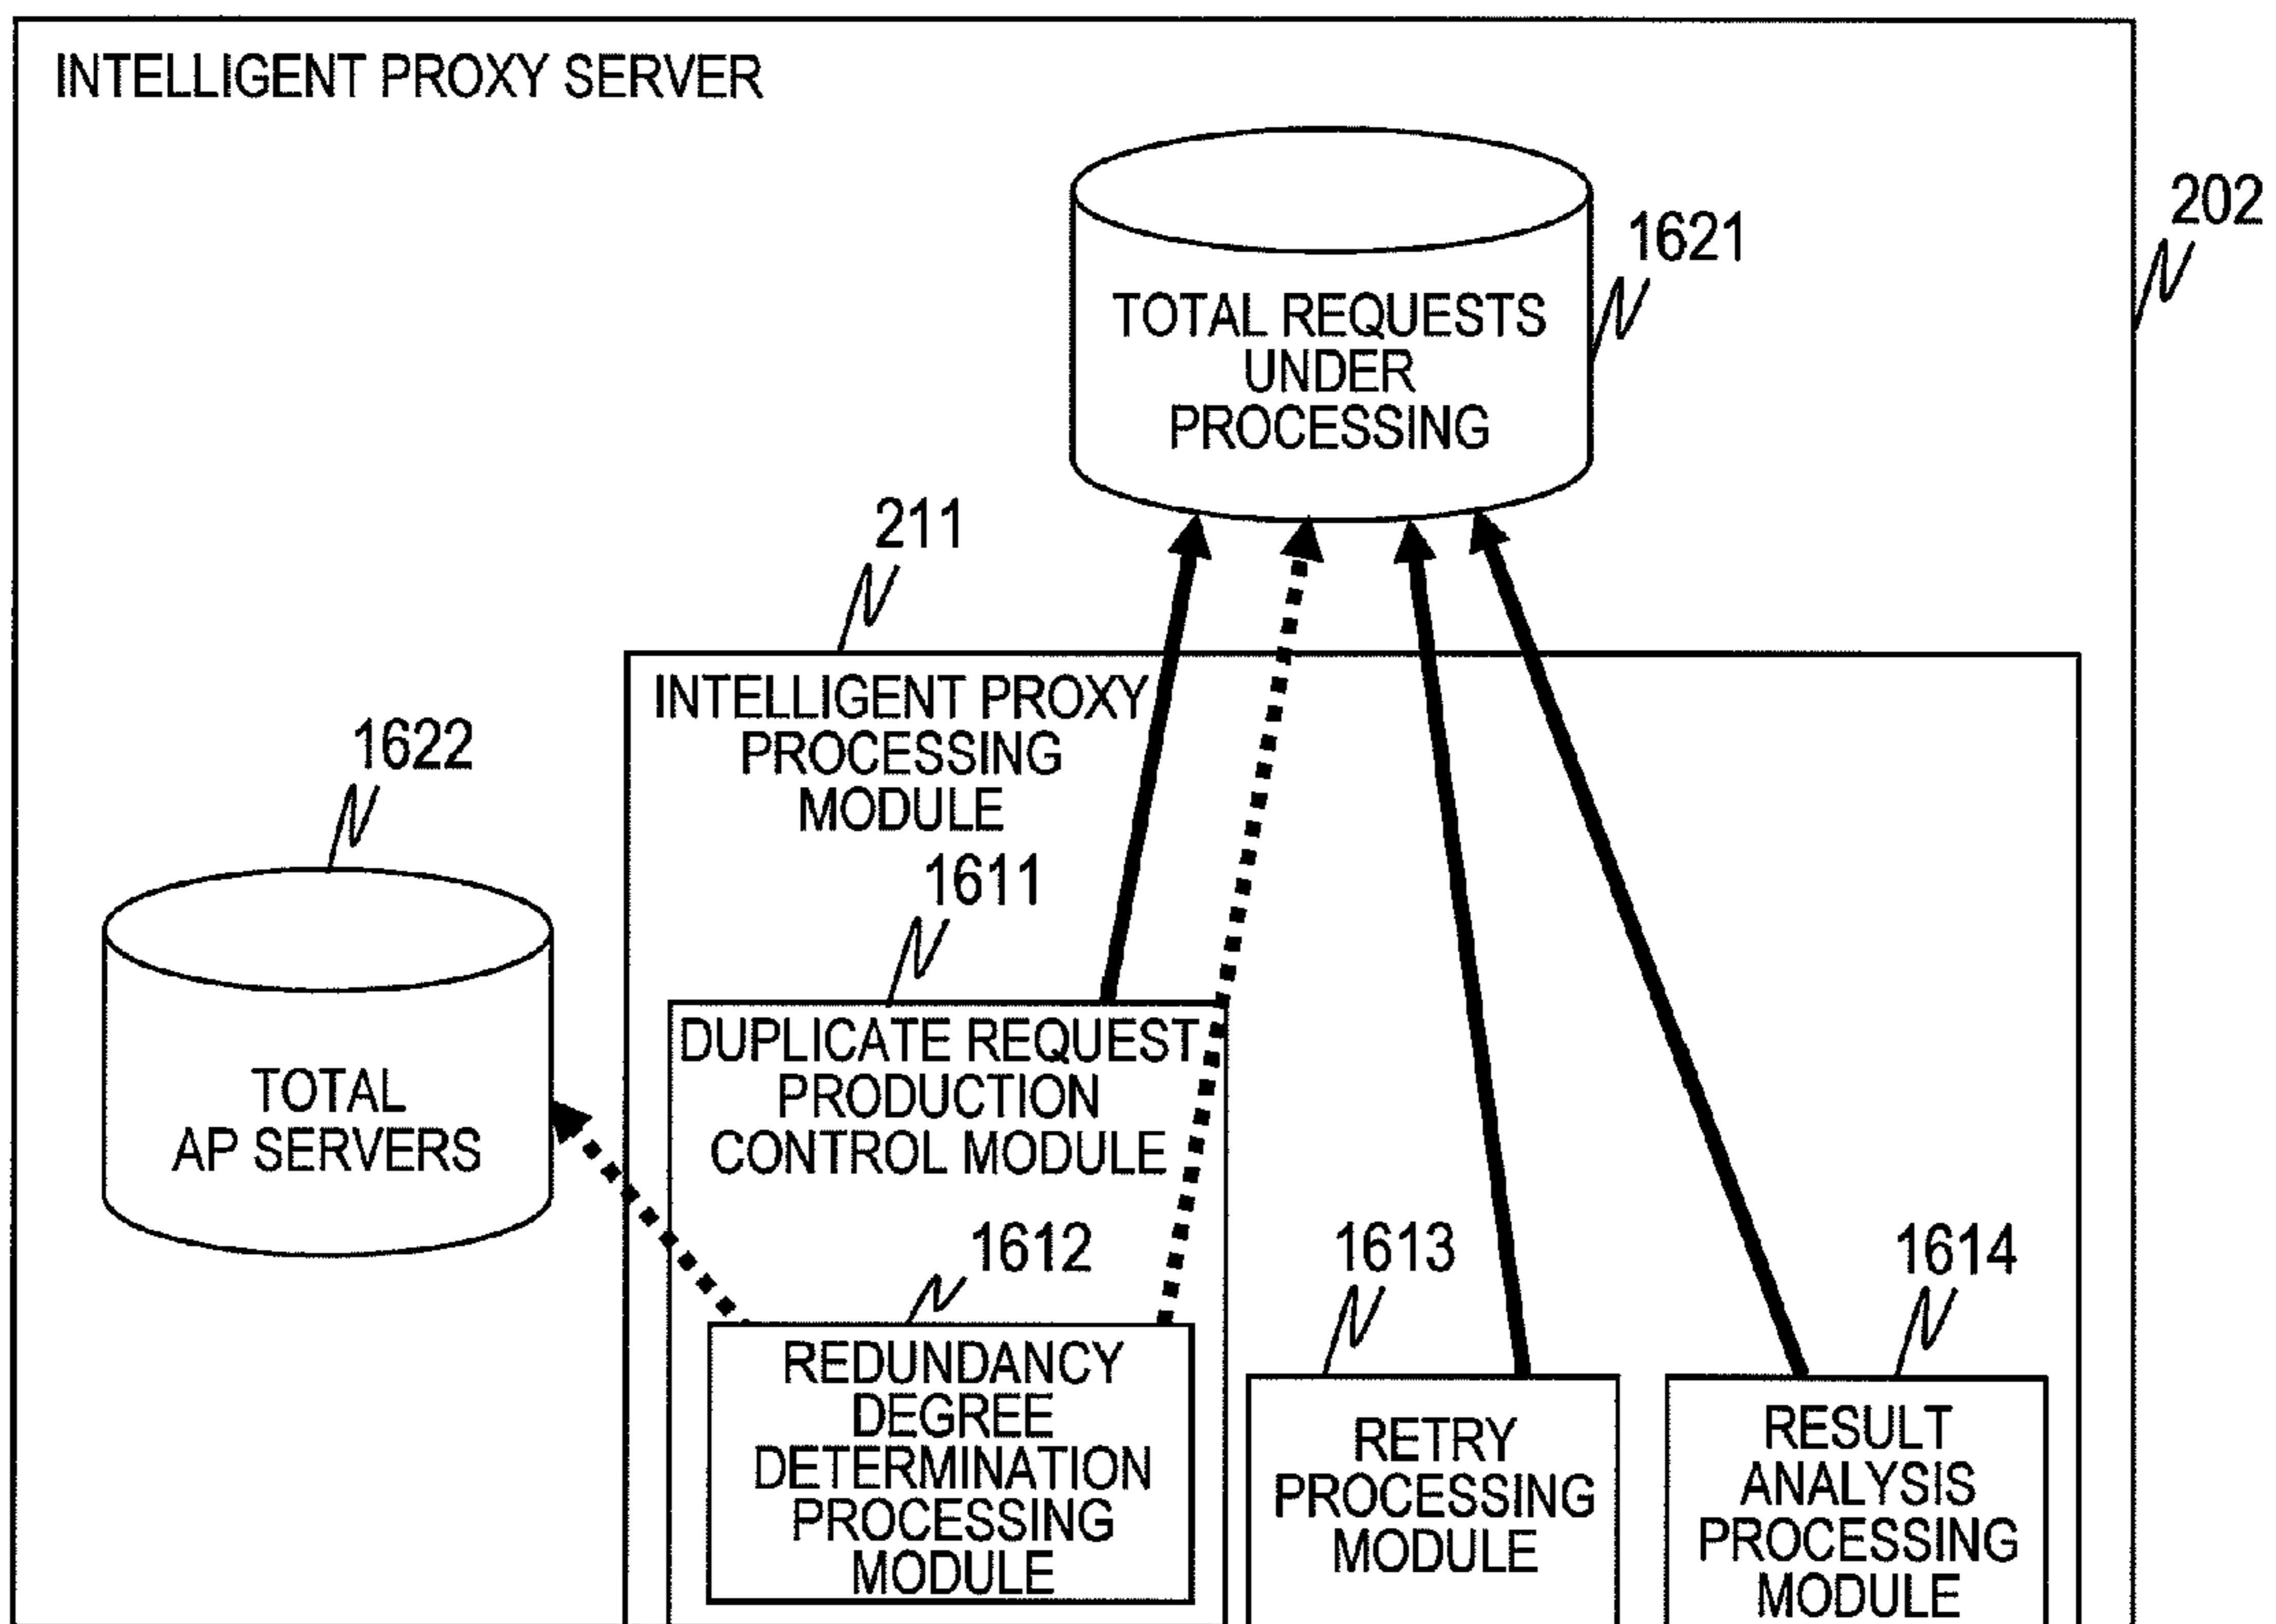 INTELLIGENT PROXY SERVER
202
1621
TOTAL REQUESTS
UNDER
PROCESSING
211
INTELLIGENT PROXY
PROCESSING
MODULE
1622
TOTAL
AP SERVERS
1611
DUPLICATE REQUEST
PRODUCTION
CONTROL MODULE
1612
REDUNDANCY
DEGREE
DETERMINATION
PROCESSING
MODULE
1613
RETRY
PROCESSING
MODULE
1614
RESULT
ANALYSIS
PROCESSING
MODULE